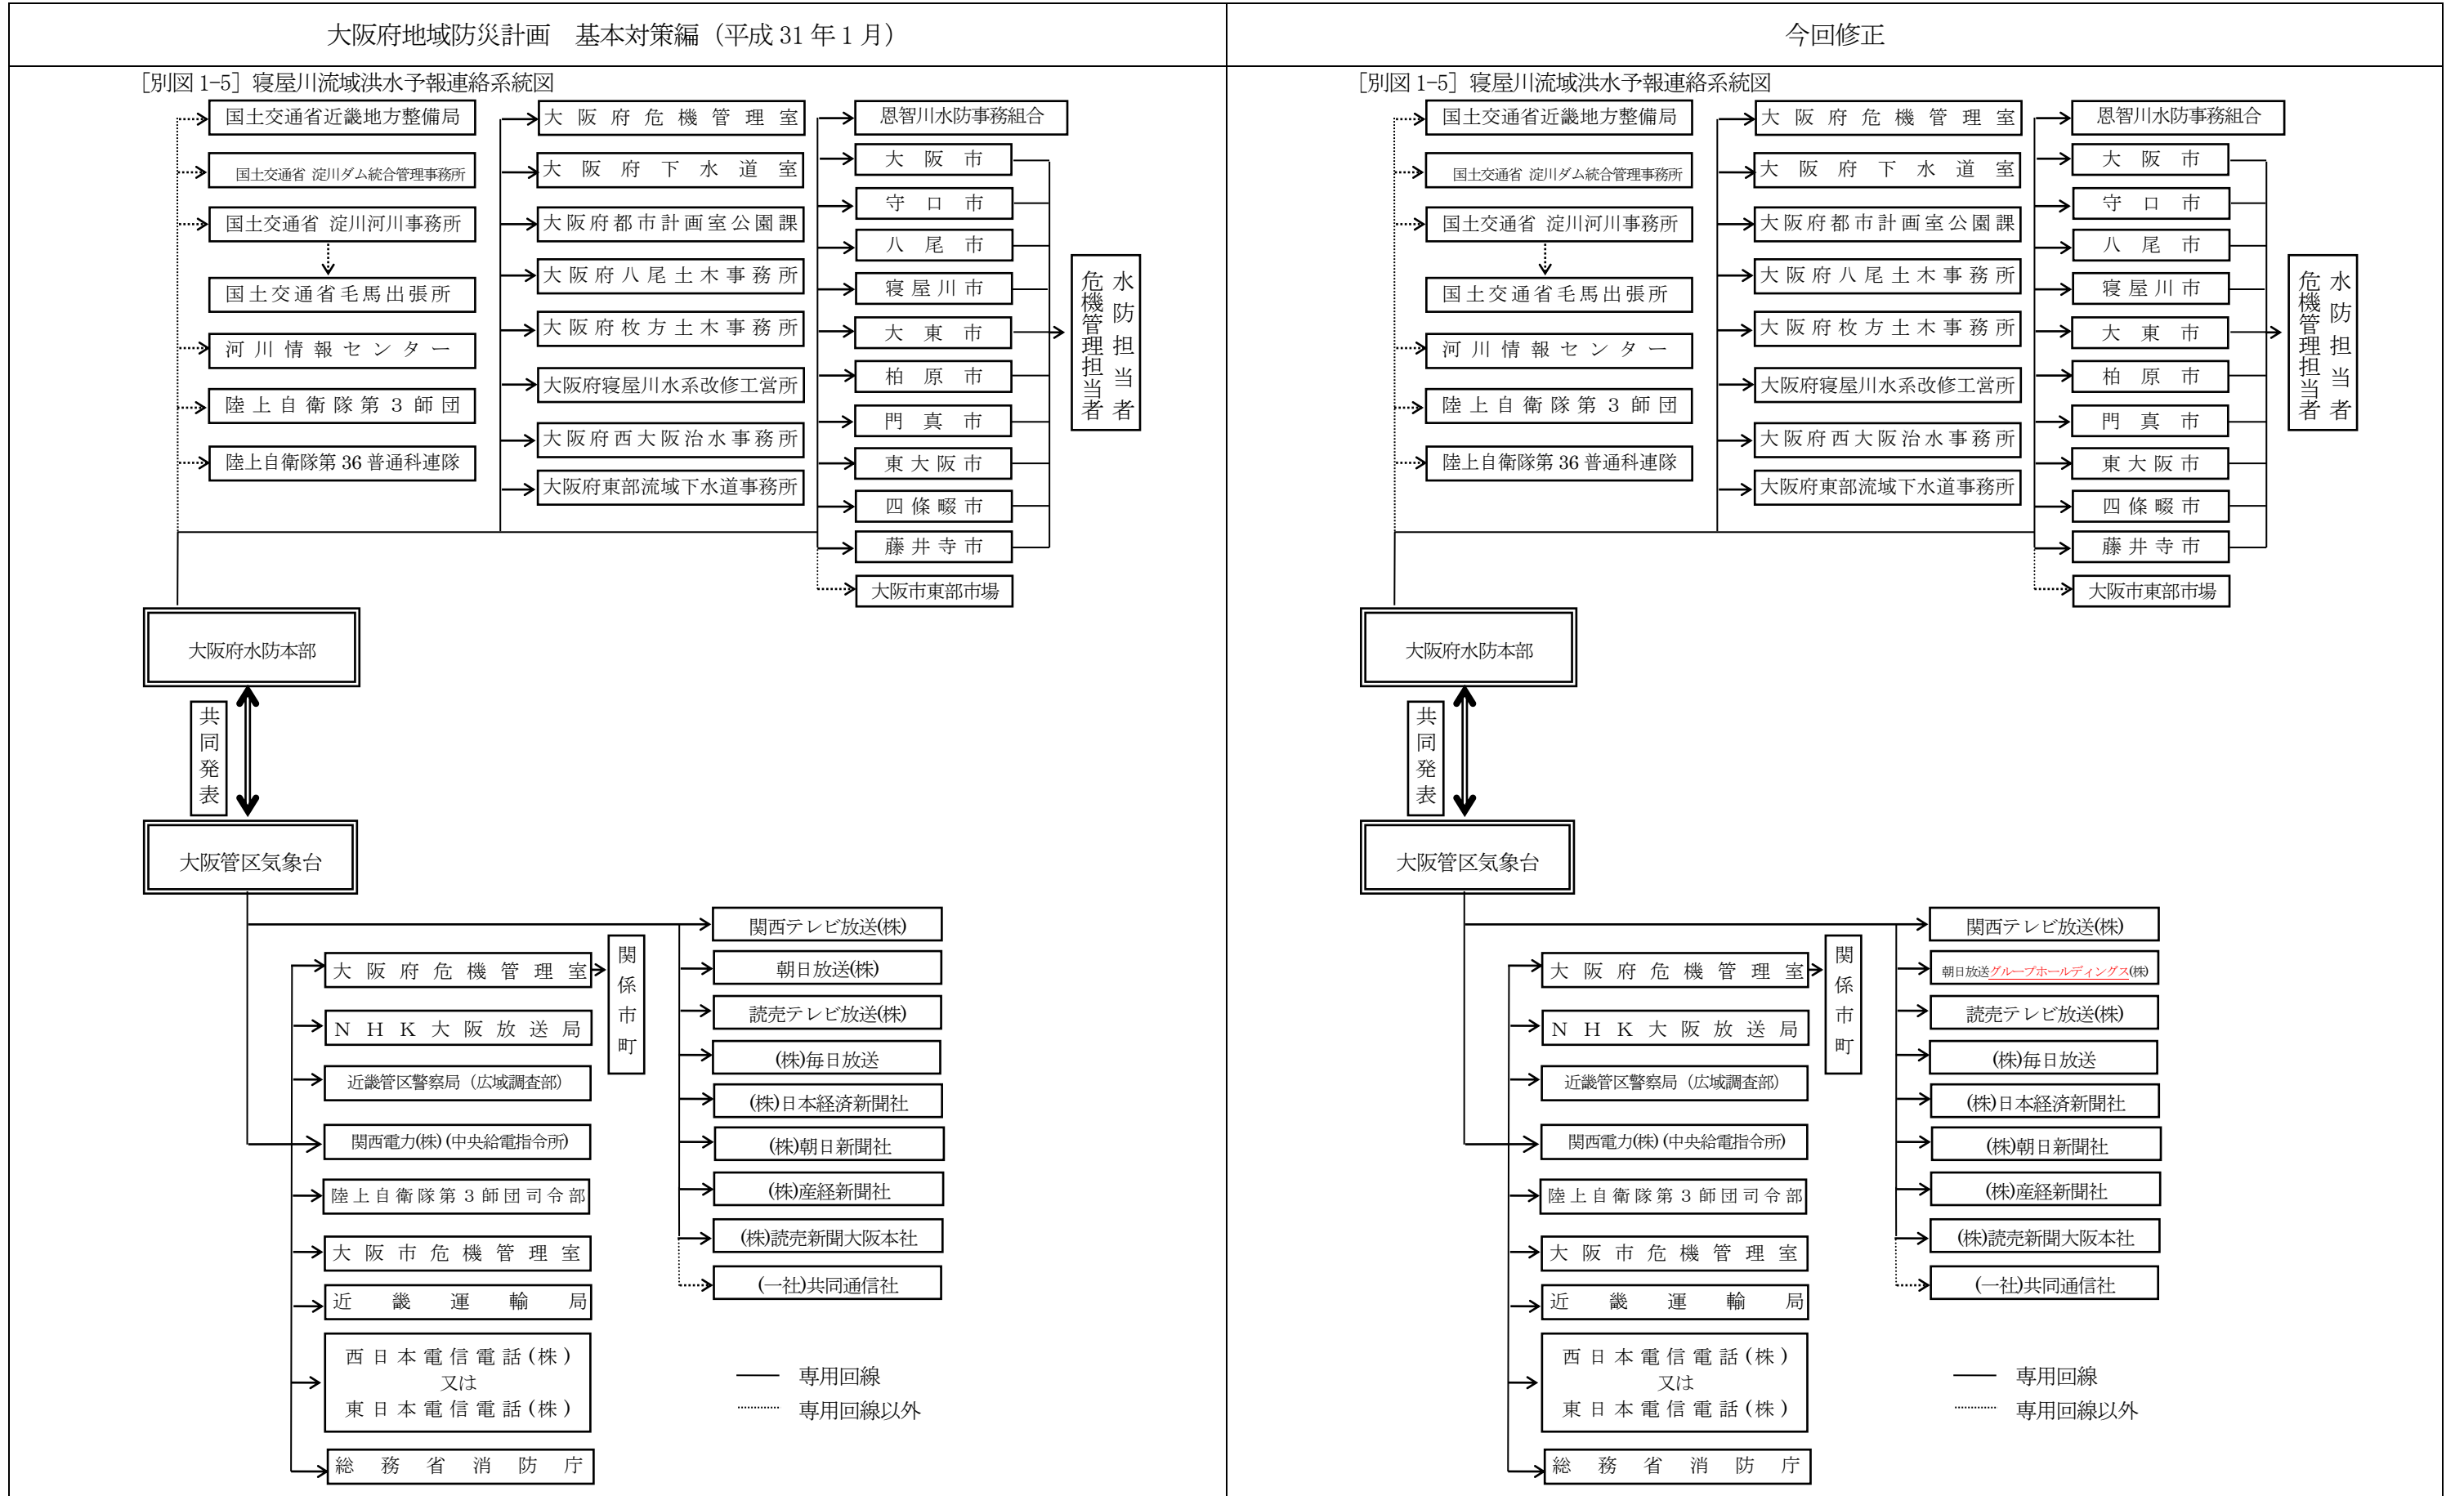 大阪府地域防災計画　基本対策編（平成 31 年 1 月）
［別図 1-5］寝屋川流域洪水予報連絡系統図
国土交通省近畿地方整備局
国土交通省 淀川ダム統合管理事務所
国土交通省 淀川河川事務所
国土交通省毛馬出張所
河川情報センター
陸上自衛隊第３師団
陸上自衛隊第 36 普通科連隊
大阪府危機管理室
大阪府下水道室
大阪府都市計画室公園課
大阪府八尾土木事務所
大阪府枚方土木事務所
大阪府寝屋川水系改修工営所
大阪府西大阪治水事務所
大阪府東部流域下水道事務所
恩智川水防事務組合
大阪市
守口市
八尾市
寝屋川市
大東市
柏原市
門真市
東大阪市
四條畷市
藤井寺市
大阪市東部市場
水防担当者
危機管理担当者
大阪府水防本部
共同発表
大阪管区気象台
大阪府危機管理室
ＮＨＫ大阪放送局
近畿管区警察局（広域調査部）
関西電力(株)(中央給電指令所)
陸上自衛隊第３師団司令部
大阪市危機管理室
近畿運輸局
西日本電信電話(株)
又は
東日本電信電話(株)
総務省消防庁
関係市町
関西テレビ放送(株)
朝日放送(株)
読売テレビ放送(株)
(株)毎日放送
(株)日本経済新聞社
(株)朝日新聞社
(株)産経新聞社
(株)読売新聞大阪本社
(一社)共同通信社
専用回線
専用回線以外
今回修正
［別図 1-5］寝屋川流域洪水予報連絡系統図
国土交通省近畿地方整備局
国土交通省 淀川ダム統合管理事務所
国土交通省 淀川河川事務所
国土交通省毛馬出張所
河川情報センター
陸上自衛隊第３師団
陸上自衛隊第 36 普通科連隊
大阪府危機管理室
大阪府下水道室
大阪府都市計画室公園課
大阪府八尾土木事務所
大阪府枚方土木事務所
大阪府寝屋川水系改修工営所
大阪府西大阪治水事務所
大阪府東部流域下水道事務所
恩智川水防事務組合
大阪市
守口市
八尾市
寝屋川市
大東市
柏原市
門真市
東大阪市
四條畷市
藤井寺市
大阪市東部市場
水防担当者
危機管理担当者
大阪府水防本部
共同発表
大阪管区気象台
大阪府危機管理室
ＮＨＫ大阪放送局
近畿管区警察局（広域調査部）
関西電力(株)(中央給電指令所)
陸上自衛隊第３師団司令部
大阪市危機管理室
近畿運輸局
西日本電信電話(株)
又は
東日本電信電話(株)
総務省消防庁
関係市町
関西テレビ放送(株)
朝日放送グループホールディングス(株)
読売テレビ放送(株)
(株)毎日放送
(株)日本経済新聞社
(株)朝日新聞社
(株)産経新聞社
(株)読売新聞大阪本社
(一社)共同通信社
専用回線
専用回線以外